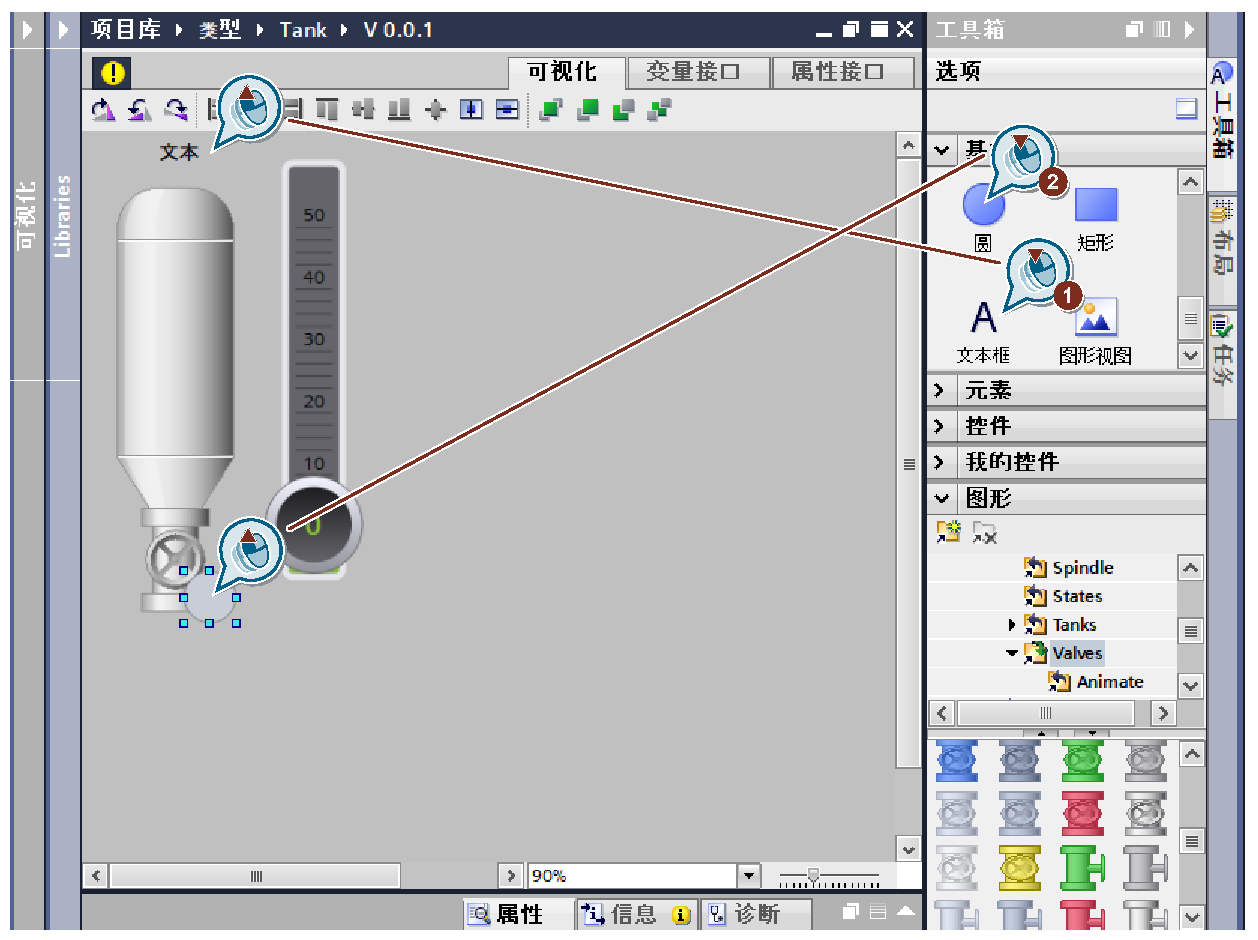 项目库 ▸ 类型 ▸ Tank ▸ V 0.0.1
可视化 变量接口 属性接口
文本
50
40
30
20
10
0
90%
属性 信息 诊断
可视化
Libraries
工具箱
选项
2
圆 矩形
1
A
文本框 图形视图
元素
控件
我的控件
图形
Spindle
States
Tanks
Valves
Animate
工具箱
布局
任务